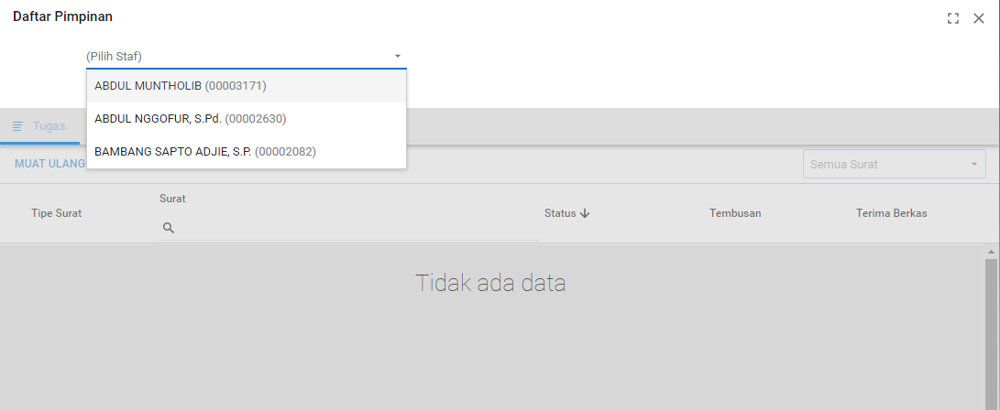 Daftar Pimpinan
(Pilih Staf)
ABDUL MUNTHOLIB (00003171)
ABDUL NGGOFUR, S.Pd. (00002630)
BAMBANG SAPTO ADJIE, S.P. (00002082)
Tugas
MUAT ULANG
Semua Surat
Tipe Surat
Surat
Status
Tembusan
Terima Berkas
Tidak ada data